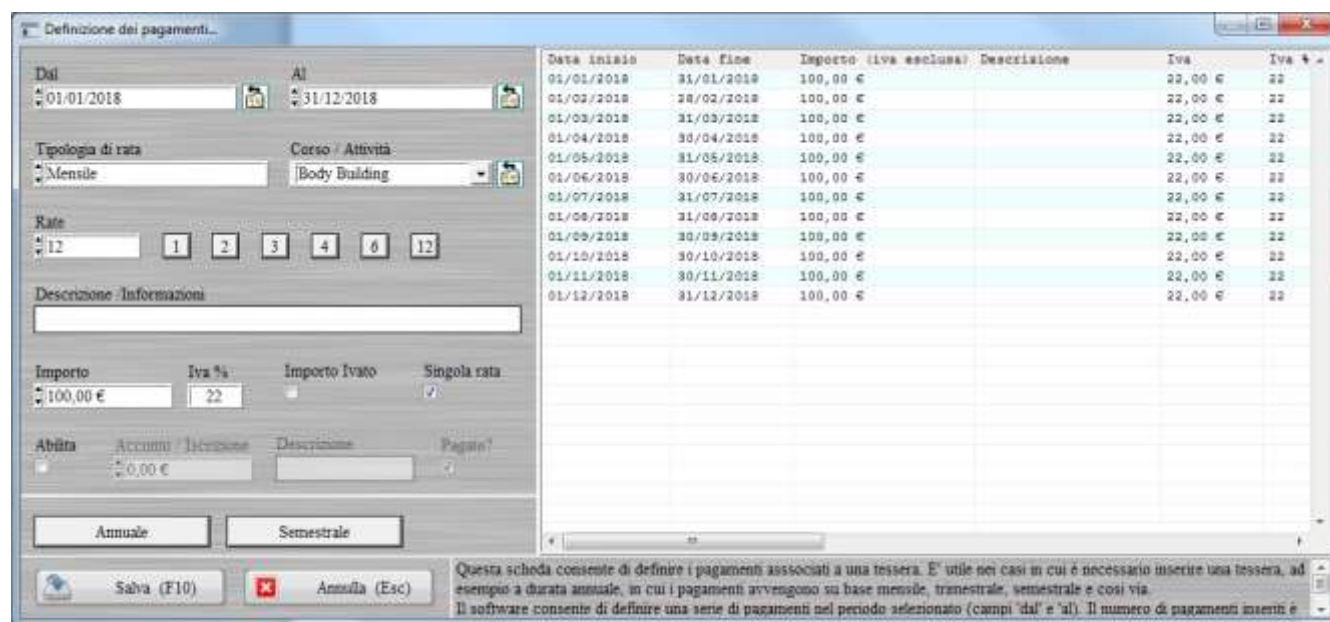 Definizione dei pagamenti...
Dal Al
01/01/2018 31/12/2018
Tipologia di rata Corso / Attività
Mensile Body Building
Rate
12 1 2 3 4 6 12
Descrizione /Informazioni
Importo Iva % Importo Ivato Singola rata
100,00 € 22
Abilita Acconto / Iscrizione Descrizione Pagato?
0,00 €
Annuale Semestrale
Salva (F10) Annulla (Esc)
Data inizio Data fine Importo (iva esclusa) Descrizione Iva Iva %
01/01/2018 31/01/2018 100,00 € 22,00 € 22
01/02/2018 28/02/2018 100,00 € 22,00 € 22
01/03/2018 31/03/2018 100,00 € 22,00 € 22
01/04/2018 30/04/2018 100,00 € 22,00 € 22
01/05/2018 31/05/2018 100,00 € 22,00 € 22
01/06/2018 30/06/2018 100,00 € 22,00 € 22
01/07/2018 31/07/2018 100,00 € 22,00 € 22
01/08/2018 31/08/2018 100,00 € 22,00 € 22
01/09/2018 30/09/2018 100,00 € 22,00 € 22
01/10/2018 30/10/2018 100,00 € 22,00 € 22
01/11/2018 30/11/2018 100,00 € 22,00 € 22
01/12/2018 31/12/2018 100,00 € 22,00 € 22
Questa scheda consente di definire i pagamenti asssociati a una tessera. E' utile nei casi in cui è necessario inserire una tessera, ad
esempio a durata annuale, in cui i pagamenti avvengono su base mensile, trimestrale, semestrale e così via.
Il software consente di definire una serie di pagamenti nel periodo selezionato (campi 'dal' e 'al). Il numero di pagamenti inseriti è